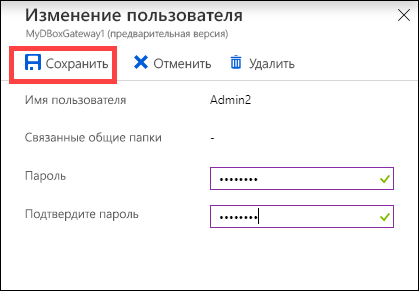 Изменение пользователя
MyDBoxGateway1 (предварительная версия)
Сохранить Отменить Удалить
Имя пользователя Admin2
Связанные общие папки -
Пароль ••••••••
Подтвердите пароль ••••••••